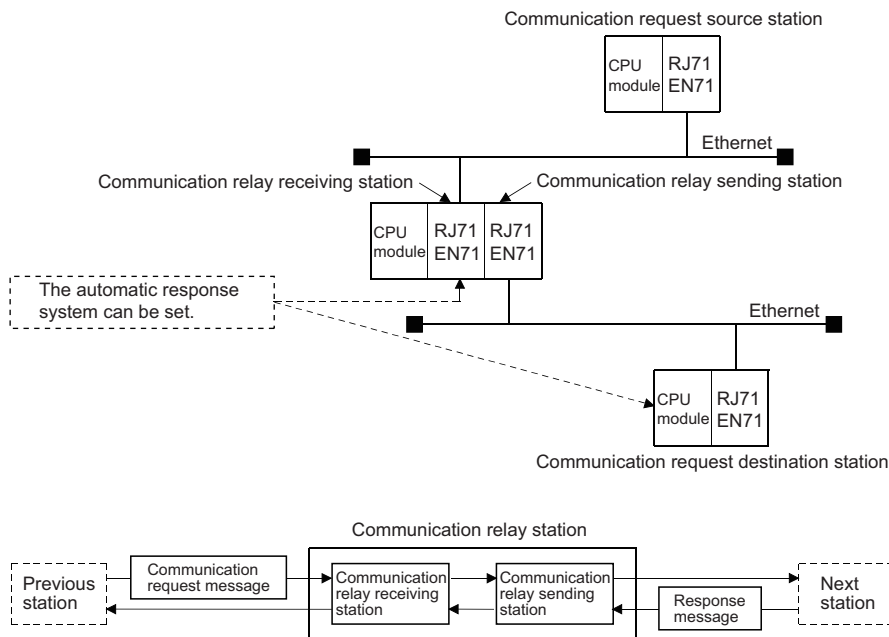 Communication request source station
CPU
module
RJ71
EN71
Ethernet
Communication relay receiving station
Communication relay sending station
CPU
module
RJ71
EN71
RJ71
EN71
The automatic response
system can be set.
Ethernet
CPU
module
RJ71
EN71
Communication request destination station
Communication relay station
Previous
station
Communication
request message
Communication
relay receiving
station
Communication
relay sending
station
Response
message
Next
station